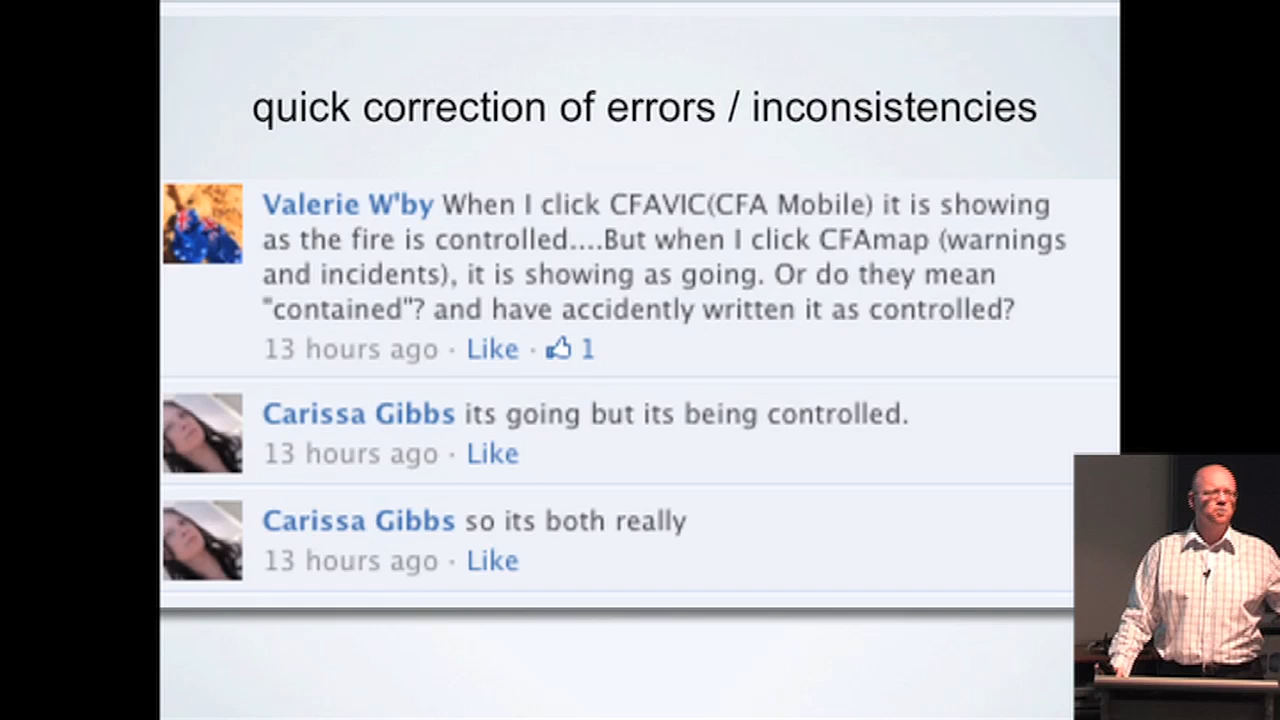 quick correction of errors / inconsistencies
Valerie W'by When I click CFAVIC(CFA Mobile) it is showing
as the fire is controlled....But when I click CFAmap (warnings
and incidents), it is showing as going. Or do they mean
"contained"? and have accidently written it as controlled?
13 hours ago · Like · 1
Carissa Gibbs its going but its being controlled.
13 hours ago · Like
Carissa Gibbs so its both really
13 hours ago · Like